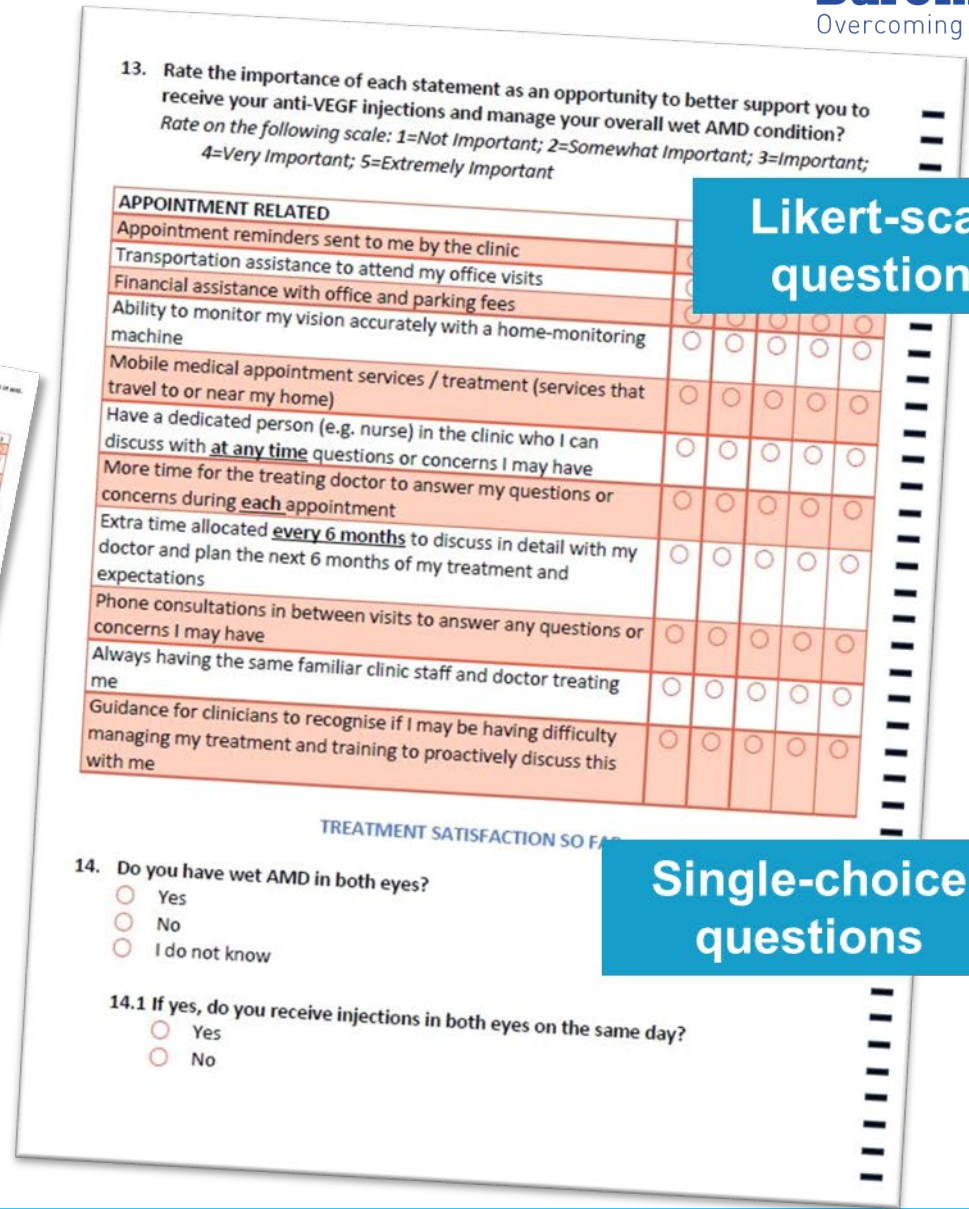 Overcoming
13. Rate the importance of each statement as an opportunity to better support you to
receive your anti-VEGF injections and manage your overall wet AMD condition?
Rate on the following scale: 1=Not Important; 2=Somewhat Important; 3=Important;
4=Very Important; 5=Extremely Important
APPOINTMENT RELATED
Appointment reminders sent to me by the clinic
Transportation assistance to attend my office visits
Financial assistance with office and parking fees
Ability to monitor my vision accurately with a home-monitoring
machine
Mobile medical appointment services / treatment (services that
travel to or near my home)
Have a dedicated person (e.g. nurse) in the clinic who I can
discuss with at any time questions or concerns I may have
More time for the treating doctor to answer my questions or
concerns during each appointment
Extra time allocated every 6 months to discuss in detail with my
doctor and plan the next 6 months of my treatment and
expectations
Phone consultations in between visits to answer any questions or
concerns I may have
Always having the same familiar clinic staff and doctor treating
me
Guidance for clinicians to recognise if I may be having difficulty
managing my treatment and training to proactively discuss this
with me
Likert-sca
question
TREATMENT SATISFACTION SO
14. Do you have wet AMD in both eyes?
Yes
No
I do not know
14.1 If yes, do you receive injections in both eyes on the same day?
Yes
No
Single-choice
questions